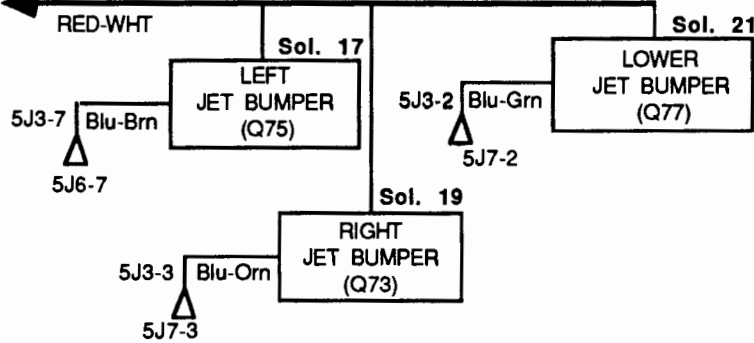 RED-WHT
Sol. 17
Sol. 21
LEFT
JET BUMPER
(Q75)
LOWER
JET BUMPER
(Q77)
5J3-7
Blu-Brn
5J6-7
5J3-2
Blu-Grn
5J7-2
Sol. 19
RIGHT
JET BUMPER
(Q73)
5J3-3
Blu-Orn
5J7-3